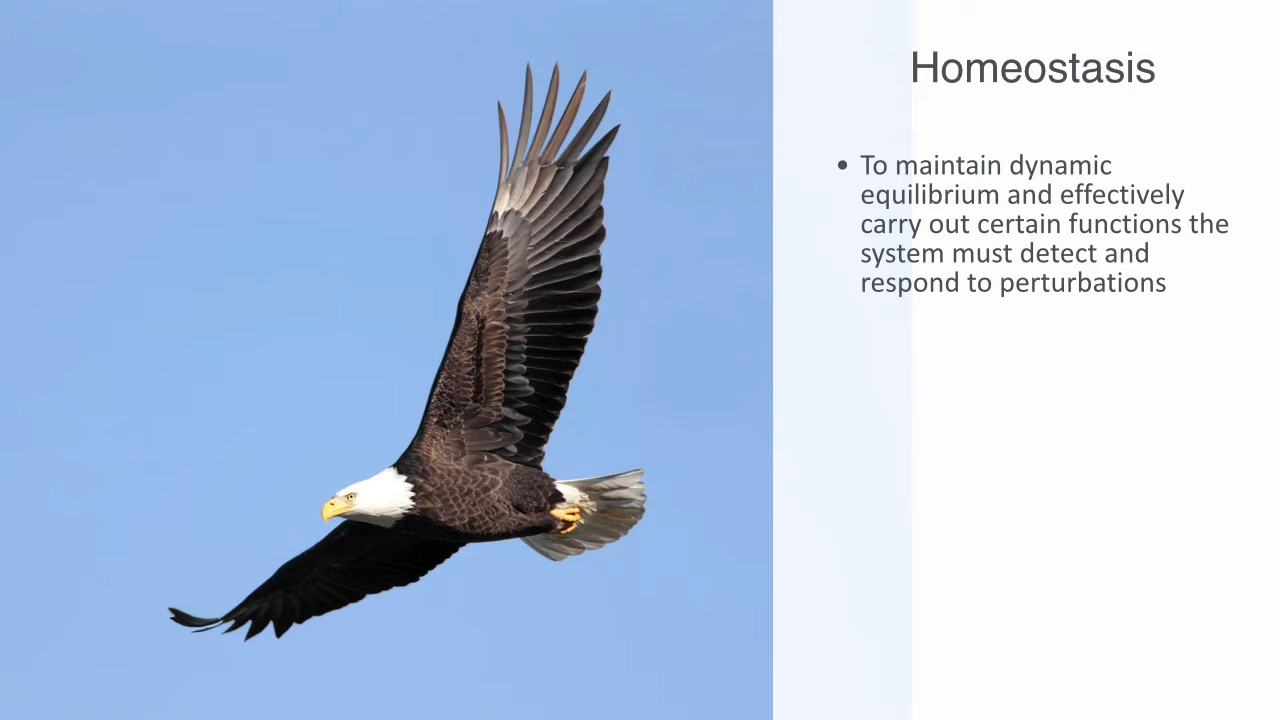 Homeostasis
• To maintain dynamic
equilibrium and effectively
carry out certain functions the
system must detect and
respond to perturbations